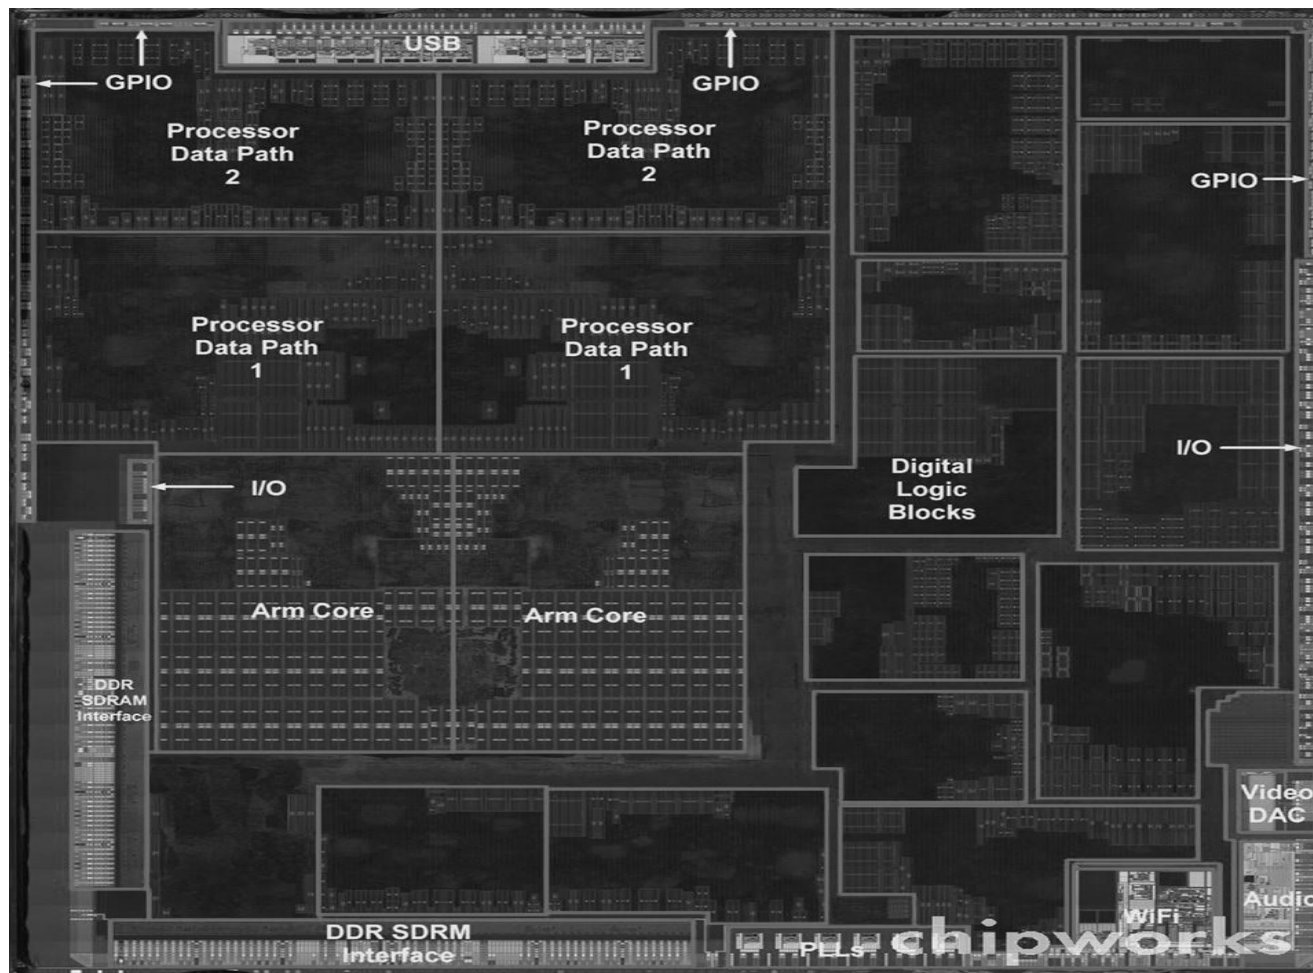 USB
GPIO
GPIO
Processor
Data Path
2
Processor
Data Path
2
GPIO
Processor
Data Path
1
Processor
Data Path
1
I/O
Digital
Logic
Blocks
I/O
Arm Core
Arm Core
DDR
SDRAM
Interface
Video
DAC
Audio
WiFi
DDR SDRM
Interface
PLLs
chipworks